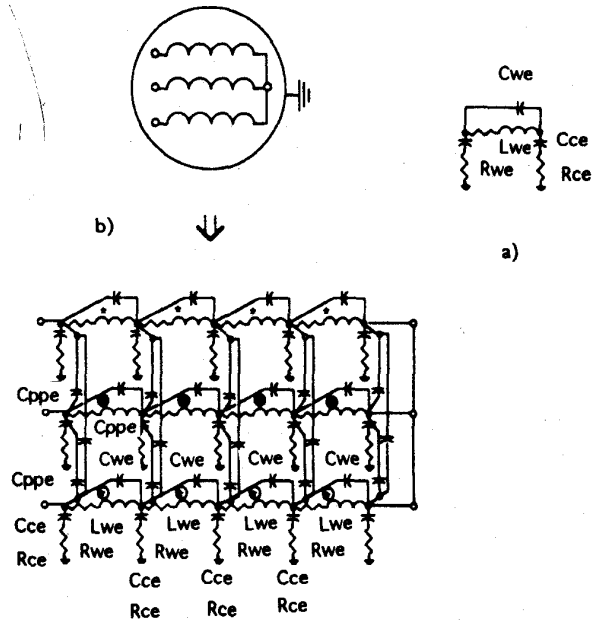 Cwe
Lwe
Cce
Rwe
Rce
b)
a)
* * * *
Cppe
Cppe
Cwe Cwe Cwe Cwe
Cppe
Cce Lwe Lwe Lwe Lwe
Rce Rwe Rwe Rwe Rwe
Cce Cce Cce
Rce Rce Rce